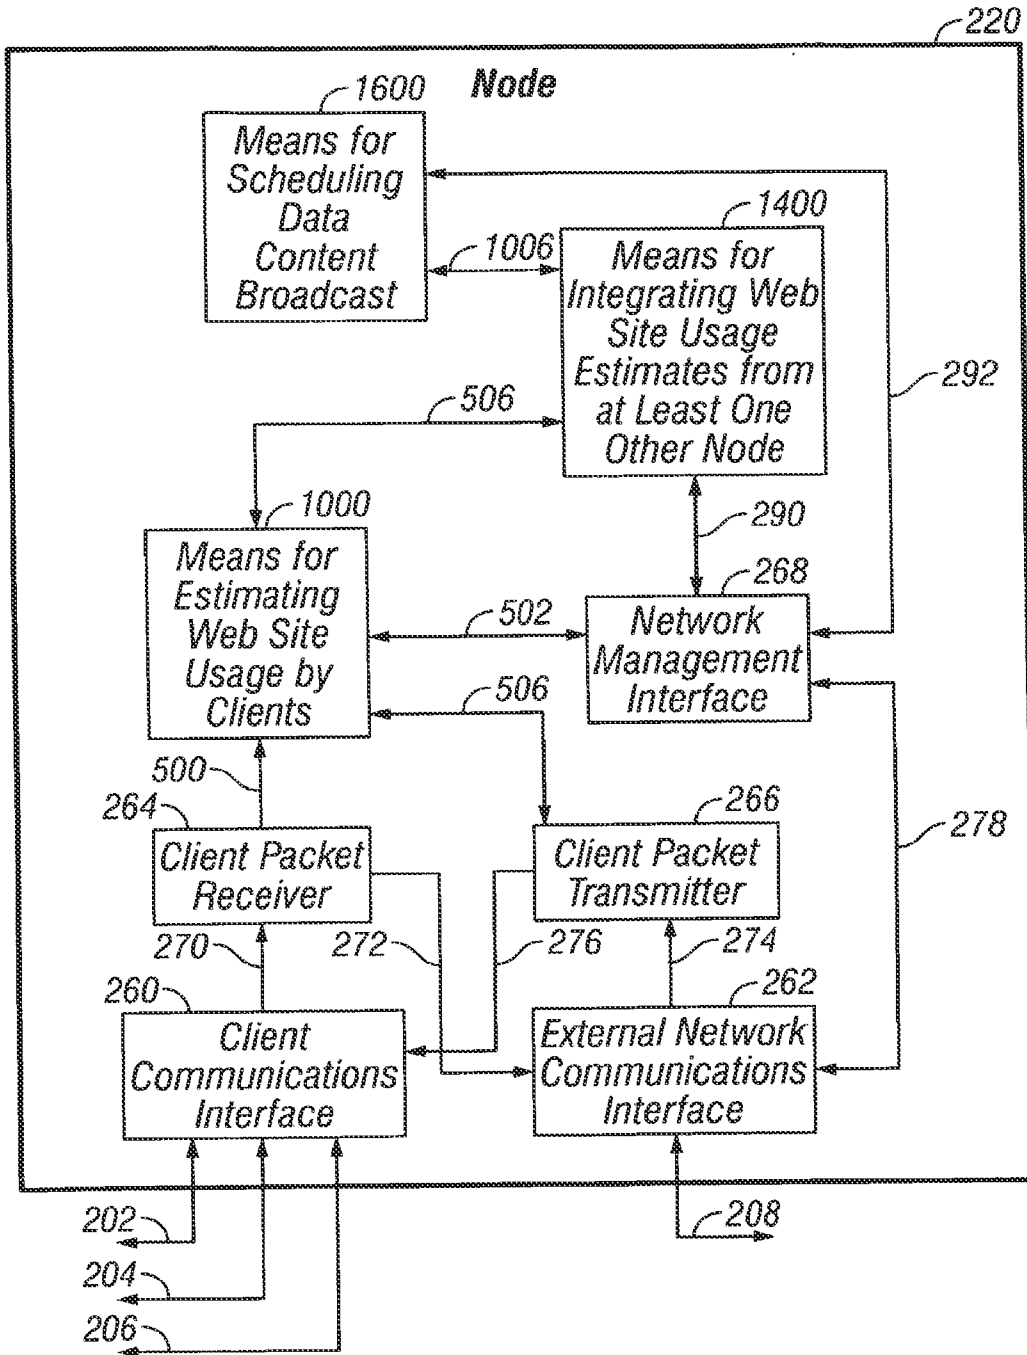 220
Node
1600
Means for
Scheduling
Data
Content
Broadcast
1400
1006
Means for
Integrating Web
Site Usage
Estimates from
at Least One
Other Node
292
506
1000
290
Means for
Estimating
Web Site
Usage by
Clients
268
502
Network
Management
Interface
506
500
264
266
278
Client Packet
Receiver
Client Packet
Transmitter
270
272
276
274
260
262
Client
Communications
Interface
External Network
Communications
Interface
202
208
204
206